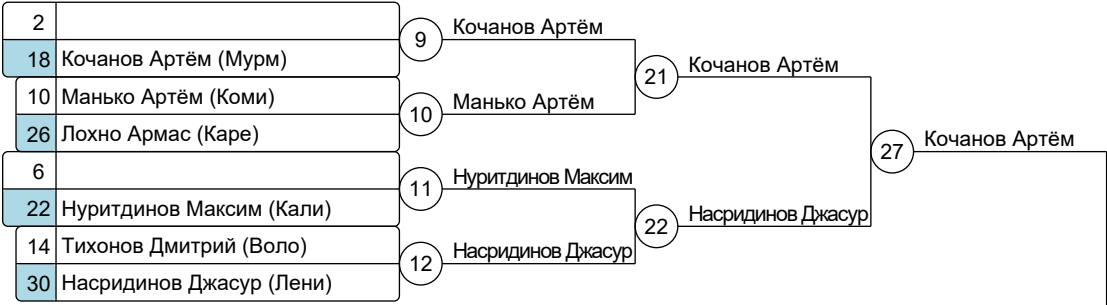 2
18 Кочанов Артём (Мурм)
10 Манько Артём (Коми)
26 Лохно Армас (Каре)
6
22 Нуритдинов Максим (Кали)
14 Тихонов Дмитрий (Воло)
30 Насридинов Джасур (Лени)
9 Кочанов Артём
10 Манько Артём
11 Нуритдинов Максим
12 Насридинов Джасур
21 Кочанов Артём
22 Насридинов Джасур
27 Кочанов Артём